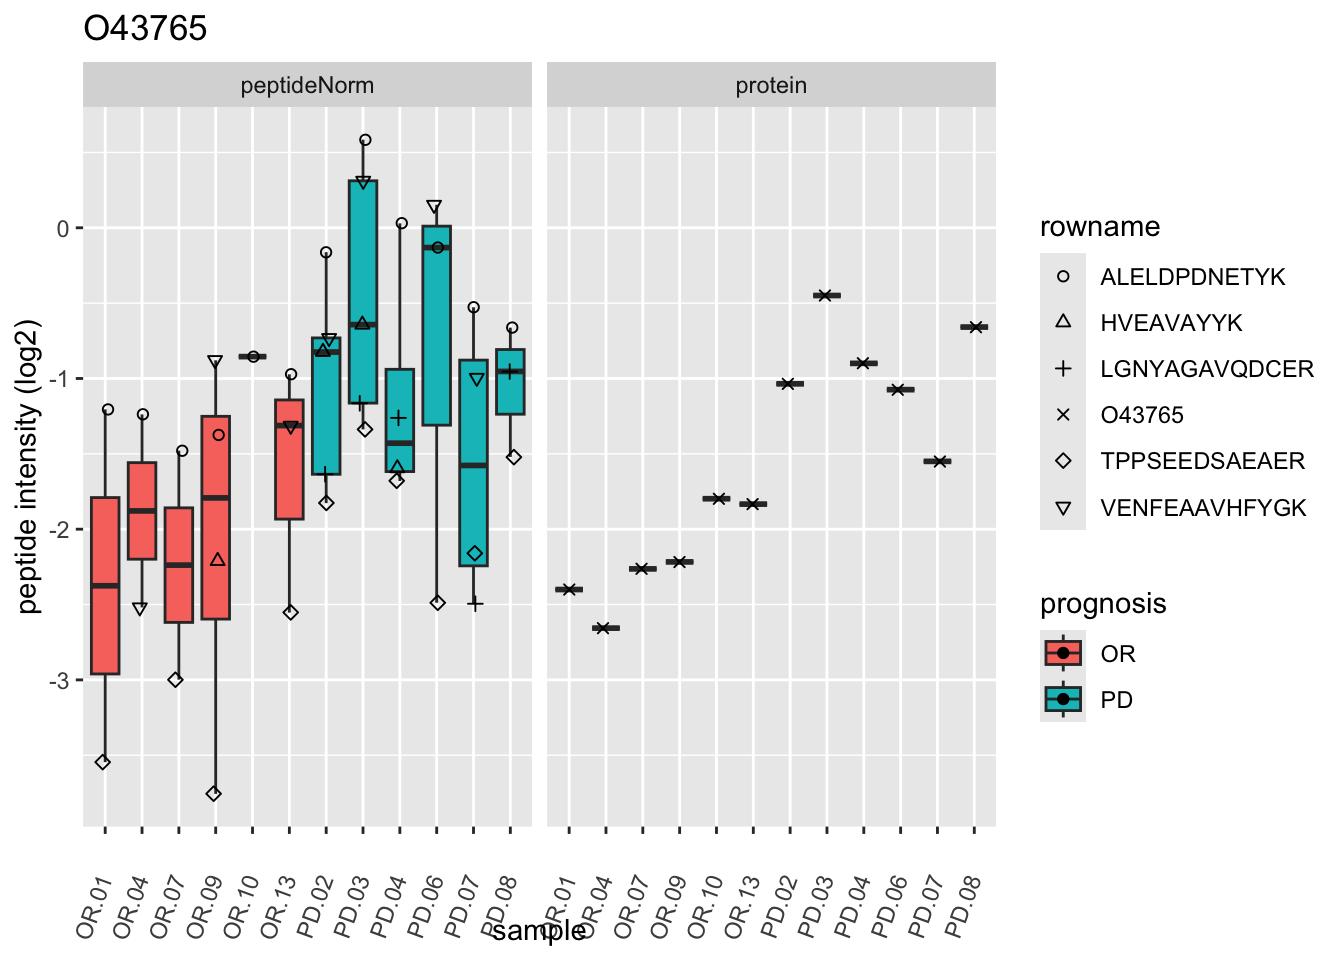 O43765
peptideNorm
protein
peptide intensity (log2)
0
-1
-2
-3
OR.01
OR.04
OR.07
OR.09
OR.10
OR.13
PD.02
PD.03
PD.04
PD.06
PD.07
PD.08
OR.01
OR.04
OR.07
OR.09
OR.10
OR.13
PD.02
PD.03
PD.04
PD.06
PD.07
PD.08
sample
rowname
ALELDPDNETYK
HVEAVAYYK
LGNYAGAVQDCER
O43765
TPPSEEDSAEAER
VENFEAAVHFYGK
prognosis
OR
PD